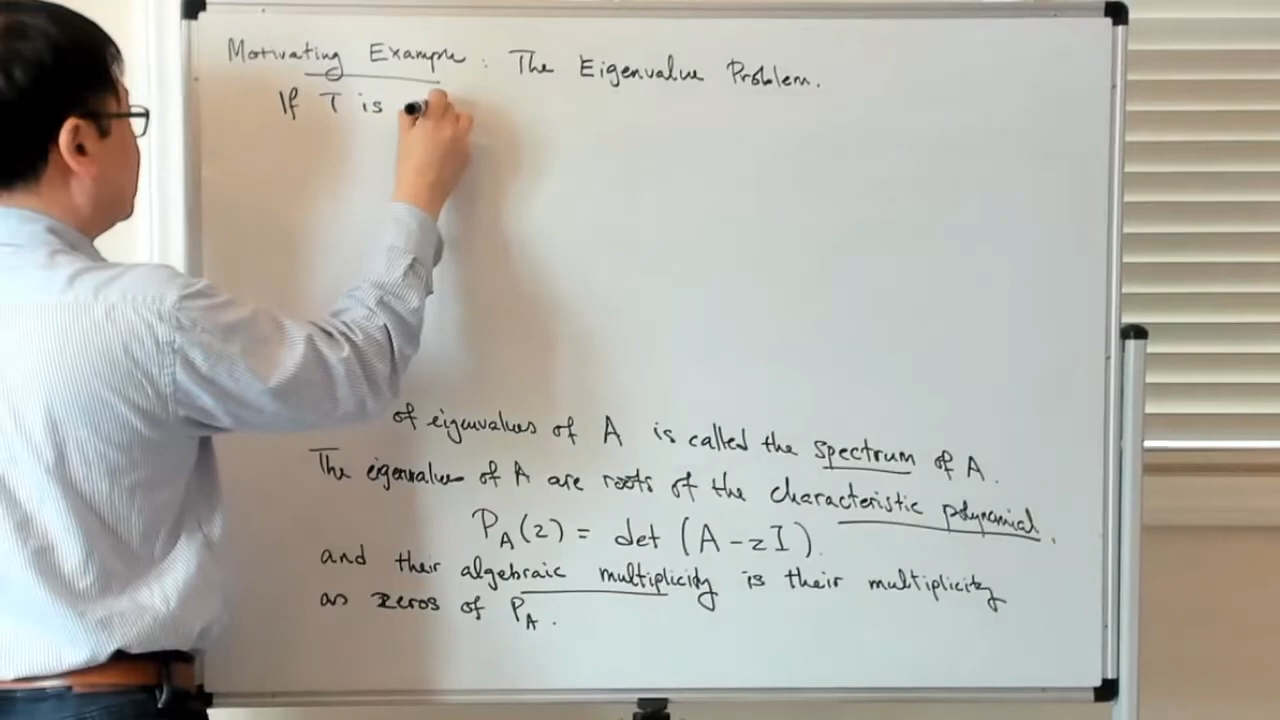 Motivating Example: The Eigenvalue Problem.
If T is
of eigenvalues of A is called the spectrum of A.
The eigenvalues of A are roots of the characteristic polynomial.
P_A(z) = det (A - zI).
and their algebraic multiplicity is their multiplicity
as zeros of P_A.